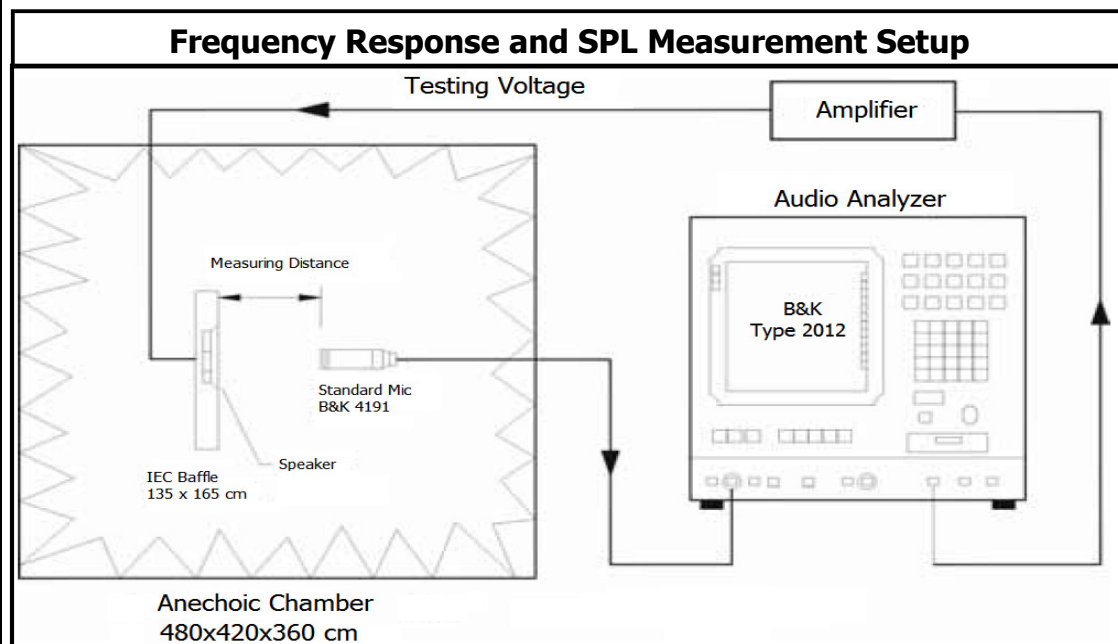 Frequency Response and SPL Measurement Setup
Testing Voltage
Amplifier
Audio Analyzer
Measuring Distance
B&K
Type 2012
Standard Mic
B&K 4191
Speaker
IEC Baffle
135 x 165 cm
Anechoic Chamber
480x420x360 cm